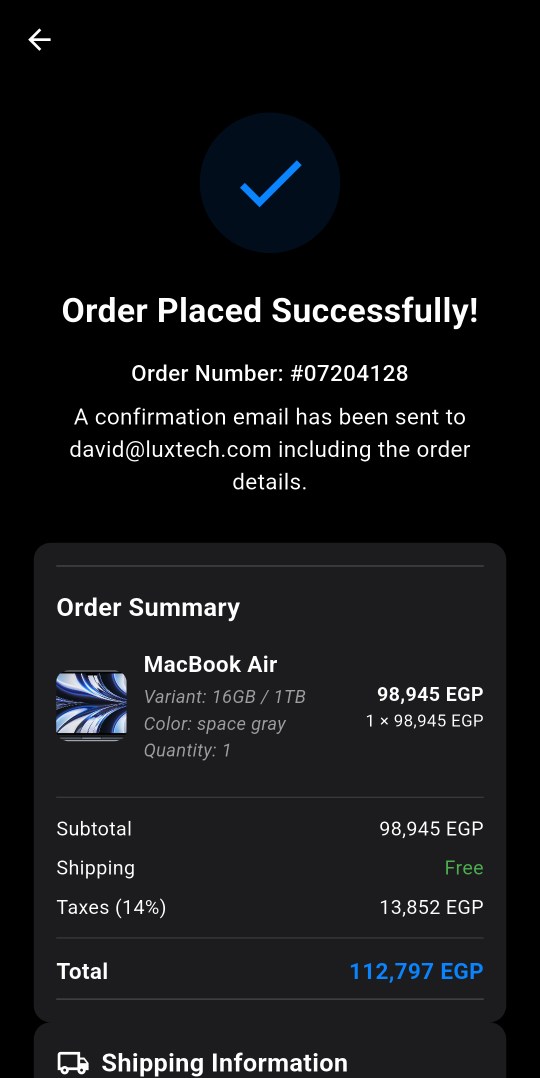 Order Placed Successfully!
Order Number: #07204128
A confirmation email has been sent to
david@luxtech.com including the order
details.
Order Summary
MacBook Air
Variant: 16GB / 1TB
Color: space gray
Quantity: 1
98,945 EGP
1 × 98,945 EGP
Subtotal 98,945 EGP
Shipping Free
Taxes (14%) 13,852 EGP
Total 112,797 EGP
Shipping Information